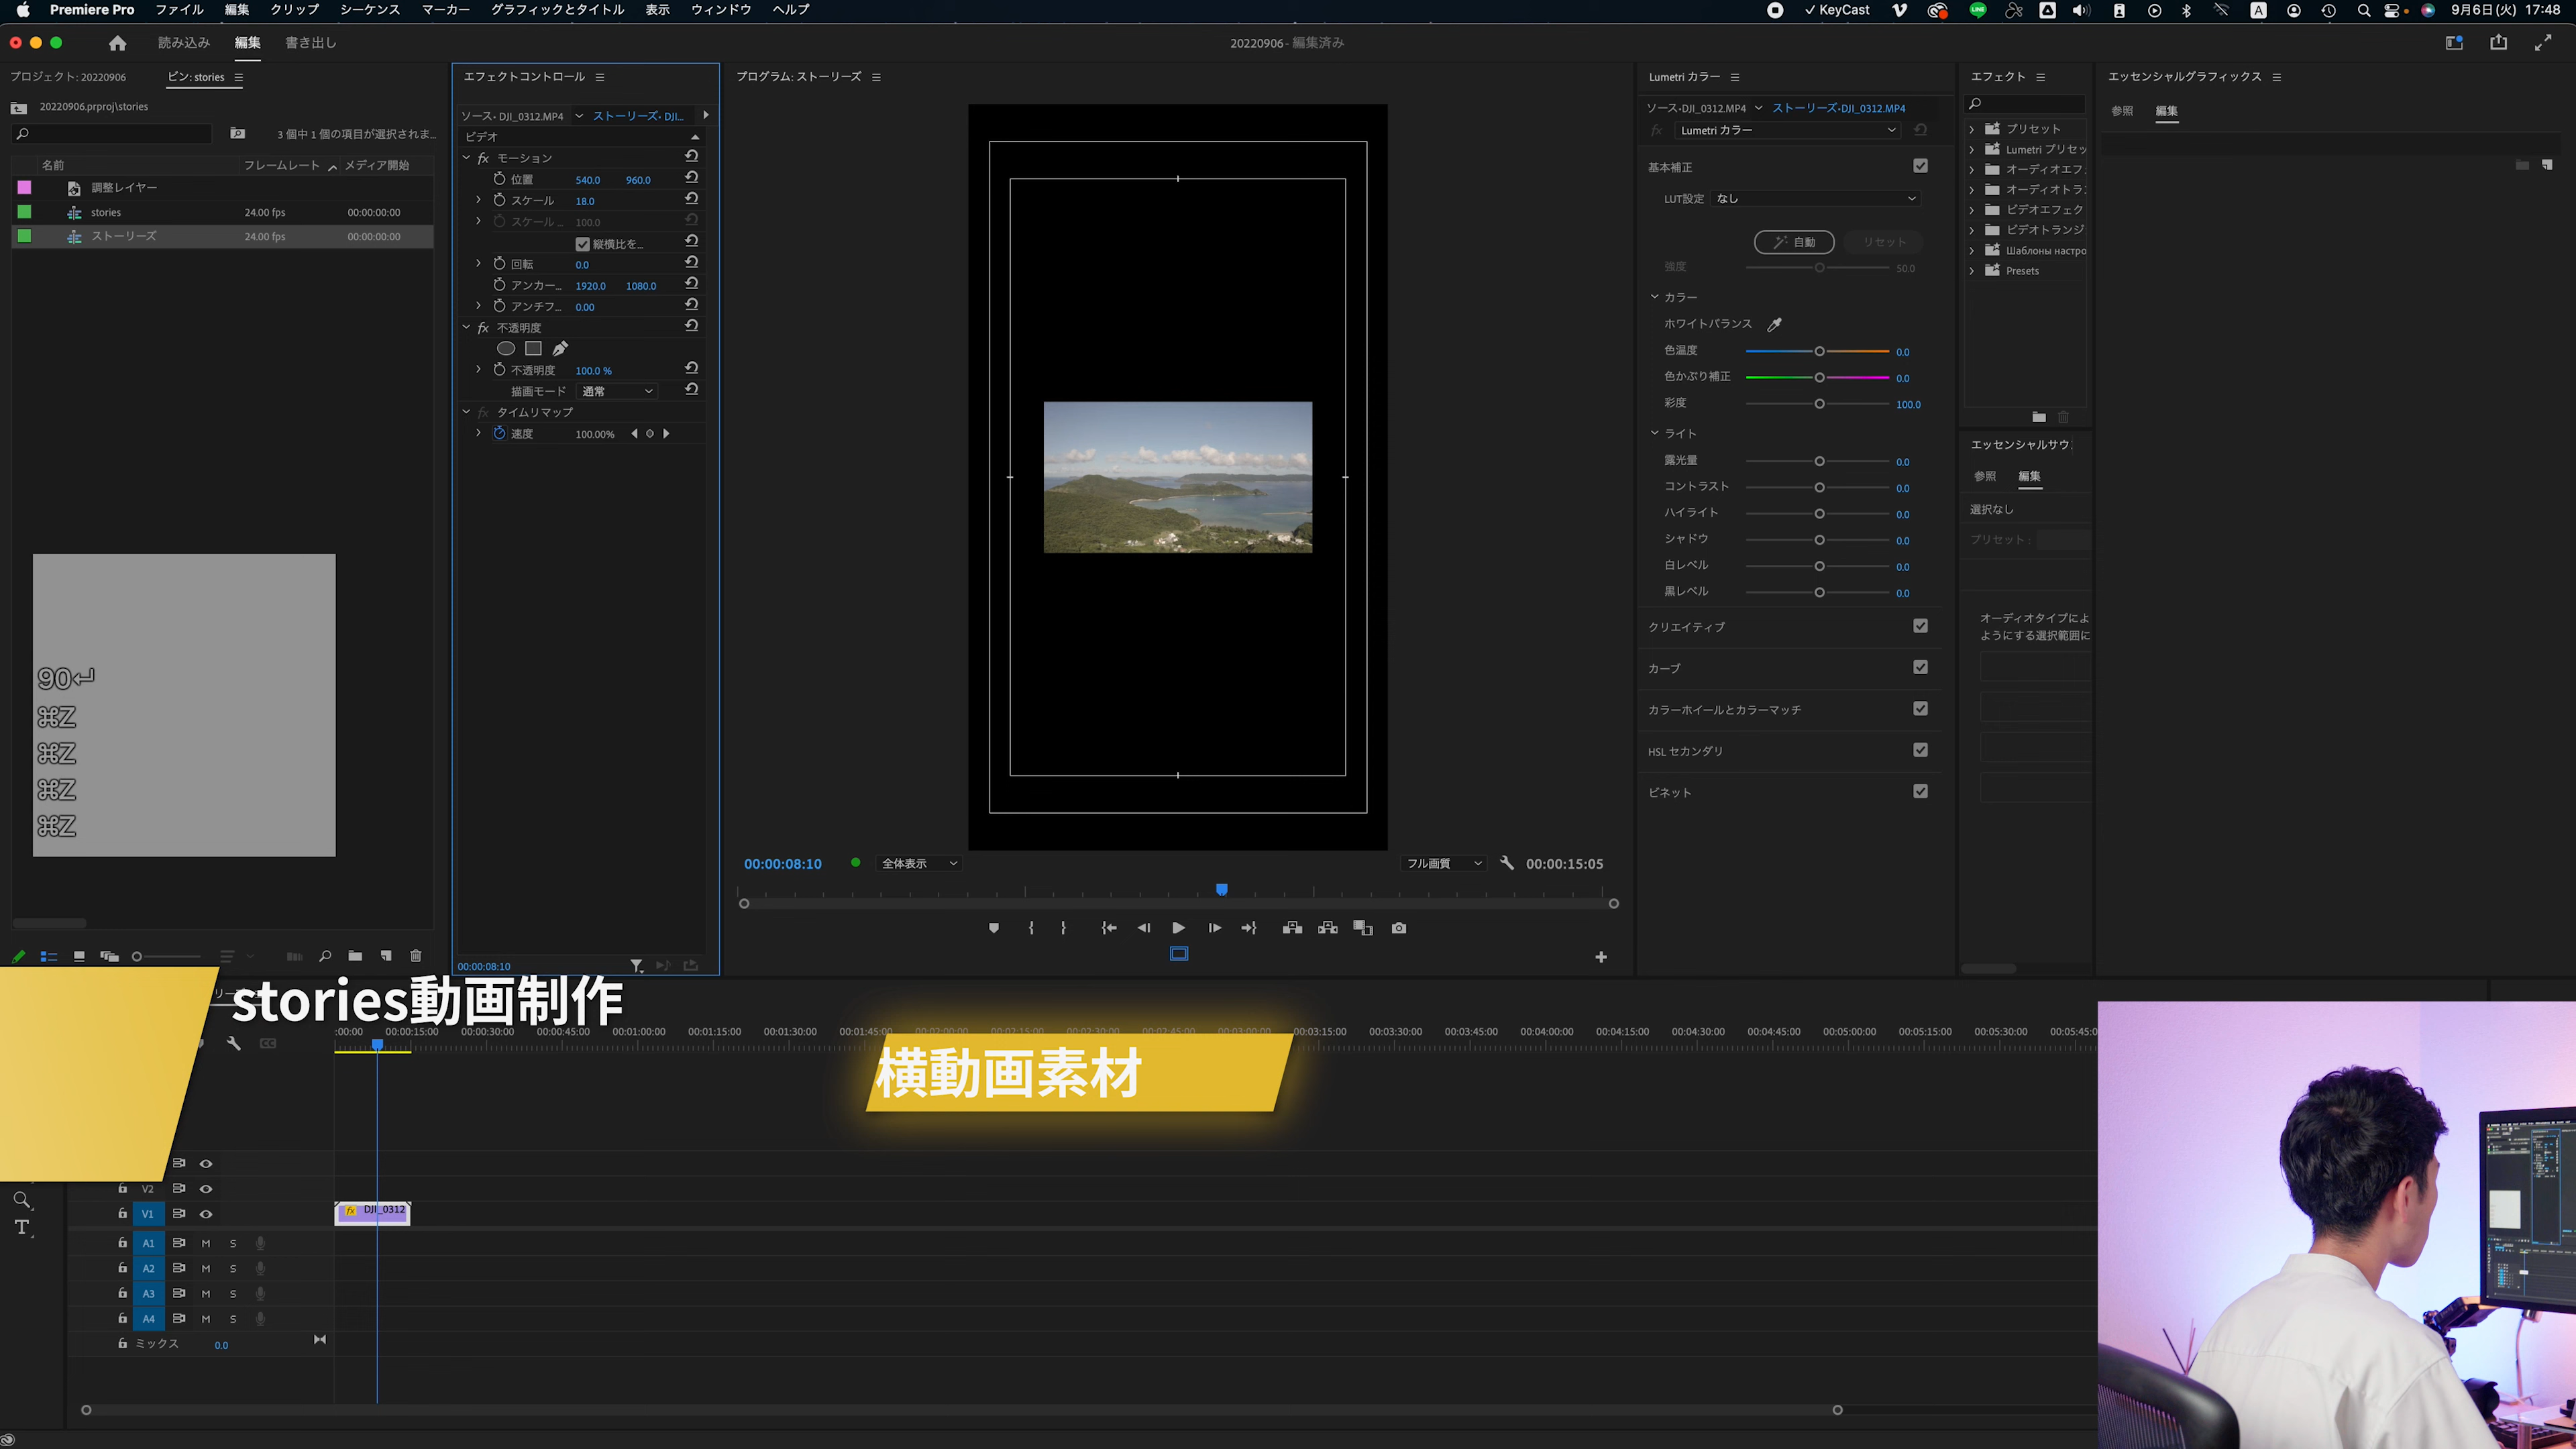 Premiere Pro ファイル 編集 クリップ シーケンス マーカー グラフィックとタイトル 表示 ウィンドウ ヘルプ
✓ KeyCast
9月6日(火) 17:48
読み込み 編集 書き出し
20220906 - 編集済み
プロジェクト: 20220906 ビン: stories
20220906.prproj\stories
3 個中 1 個の項目が選択されま...
名前 フレームレート メディア開始
調整レイヤー
stories 24.00 fps 00:00:00:00
ストーリーズ 24.00 fps 00:00:00:00
90↵
⌘Z
⌘Z
⌘Z
⌘Z
エフェクトコントロール
ソース・DJI_0312.MP4 ストーリーズ・DJI...
ビデオ
fx モーション
位置 540.0 960.0
スケール 18.0
スケール... 100.0
縦横比を...
回転 0.0
アンカー... 1920.0 1080.0
アンチフ... 0.00
fx 不透明度
不透明度 100.0 %
描画モード 通常
fx タイムリマップ
速度 100.00%
00:00:08:10
プログラム: ストーリーズ
00:00:08:10 全体表示 フル画質 00:00:15:05
Lumetri カラー
ソース・DJI_0312.MP4 ストーリーズ・DJI_0312.MP4
fx Lumetri カラー
基本補正
LUT設定 なし
自動 リセット
強度 50.0
カラー
ホワイトバランス
色温度 0.0
色かぶり補正 0.0
彩度 100.0
ライト
露光量 0.0
コントラスト 0.0
ハイライト 0.0
シャドウ 0.0
白レベル 0.0
黒レベル 0.0
クリエイティブ
カーブ
カラーホイールとカラーマッチ
HSL セカンダリ
ビネット
エフェクト
プリセット
Lumetri プリセッ
オーディオエフ
オーディオトラ
ビデオエフェク
ビデオトランジ
Шаблоны настро
Presets
エッセンシャルサウ
参照 編集
選択なし
プリセット：
オーディオタイプによ
ようにする選択範囲に
エッセンシャルグラフィックス
参照 編集
stories動画制作
:00:00 00:00:15:00 00:00:30:00 00:00:45:00 00:01:00:00 00:01:15:00 00:01:30:00 00:01:45:00 00:02:00:00 00:02:15:00 00:02:30:00 00:02:45:00 00:03:00:00 00:03:15:00 00:03:30:00 00:03:45:00 00:04:00:00 00:04:15:00 00:04:30:00 00:04:45:00 00:05:00:00 00:05:15:00 00:05:30:00 00:05:45:0
横動画素材
V2
V1 fx DJI_0312
A1 M S
A2 M S
A3 M S
A4 M S
ミックス 0.0